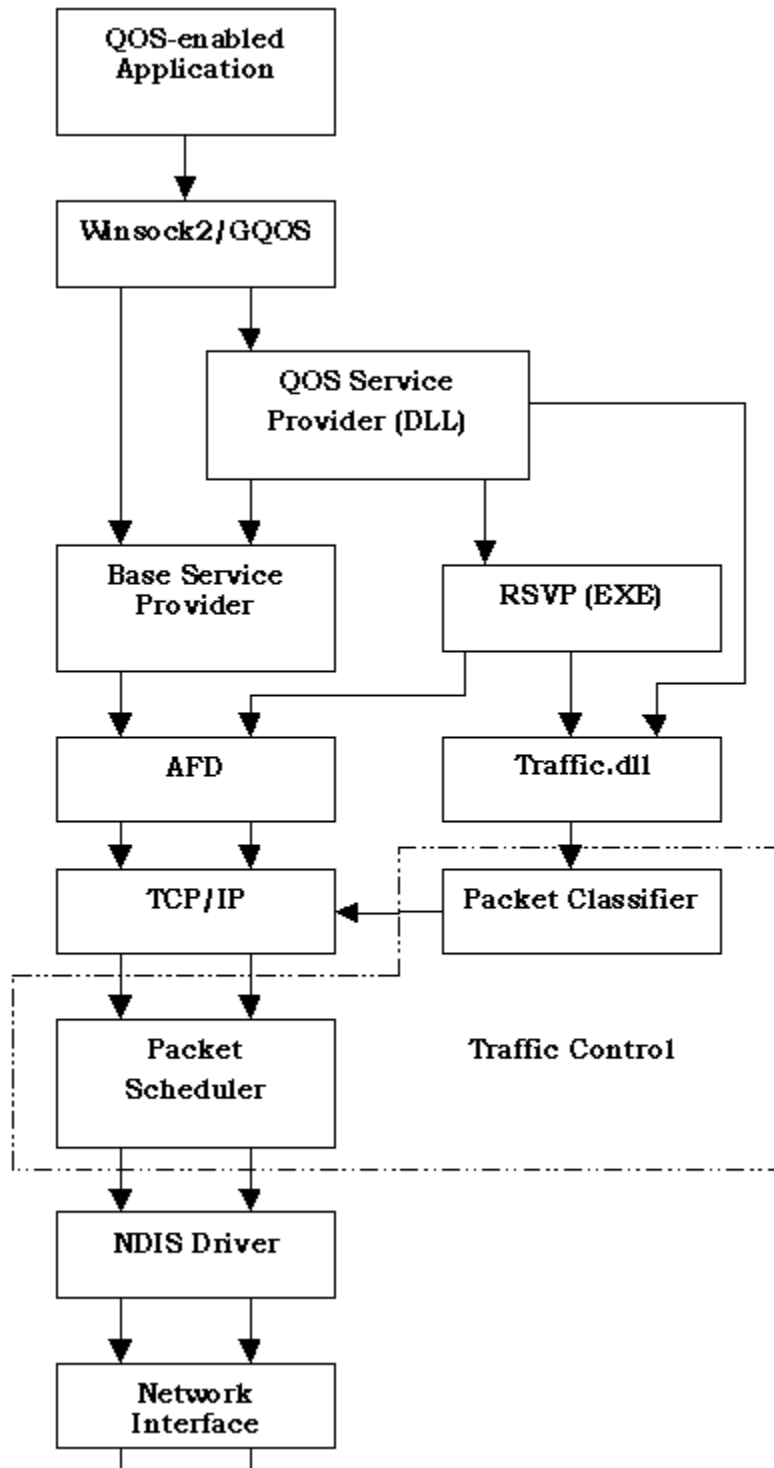 QOS-enabled
Application
Winsock2/GQOS
QOS Service
Provider (DLL)
Base Service
Provider
RSVP (EXE)
AFD
Traffic.dll
TCP/IP
Packet Classifier
Packet
Scheduler
Traffic Control
NDIS Driver
Network
Interface